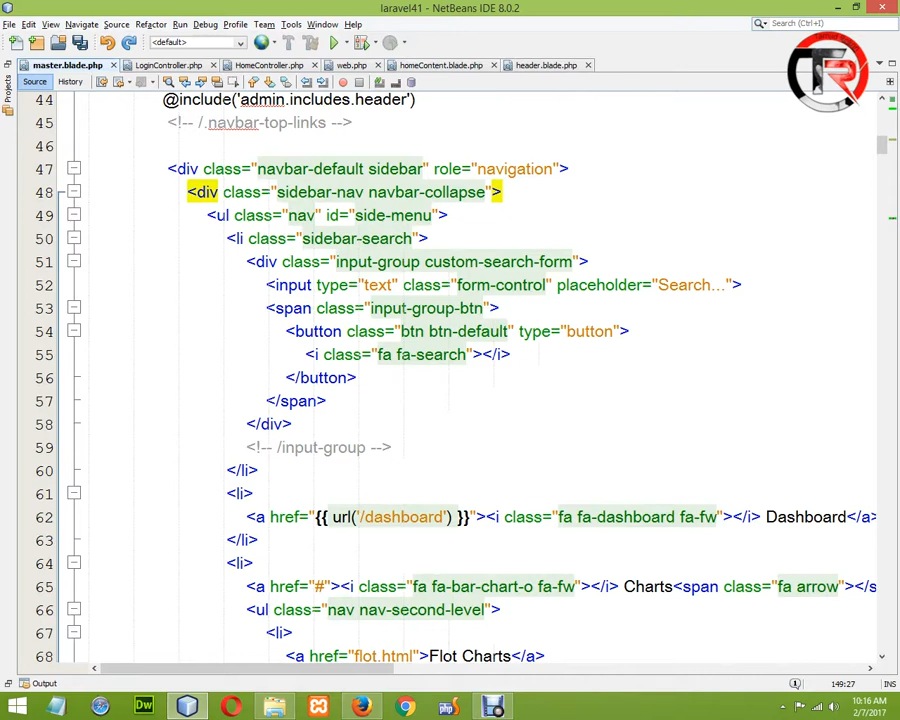 laravel41 - NetBeans IDE 8.0.2
File Edit View Navigate Source Refactor Run Debug Profile Team Tools Window Help
Search (Ctrl+I)
<default>
master.blade.php LoginController.php HomeController.php web.php homeContent.blade.php header.blade.php
Source History
Projects
44 @include('admin.includes.header')
45 <!-- /.navbar-top-links -->
46
47 <div class="navbar-default sidebar" role="navigation">
48 <div class="sidebar-nav navbar-collapse">
49 <ul class="nav" id="side-menu">
50 <li class="sidebar-search">
51 <div class="input-group custom-search-form">
52 <input type="text" class="form-control" placeholder="Search...">
53 <span class="input-group-btn">
54 <button class="btn btn-default" type="button">
55 <i class="fa fa-search"></i>
56 </button>
57 </span>
58 </div>
59 <!-- /input-group -->
60 </li>
61 <li>
62 <a href="{{ url('/dashboard') }}"><i class="fa fa-dashboard fa-fw"></i> Dashboard</a>
63 </li>
64 <li>
65 <a href="#"><i class="fa fa-bar-chart-o fa-fw"></i> Charts<span class="fa arrow"></s
66 <ul class="nav nav-second-level">
67 <li>
68 <a href="flot.html">Flot Charts</a>
Output
149:27 INS
Dw
php
10:16 AM
2/7/2017